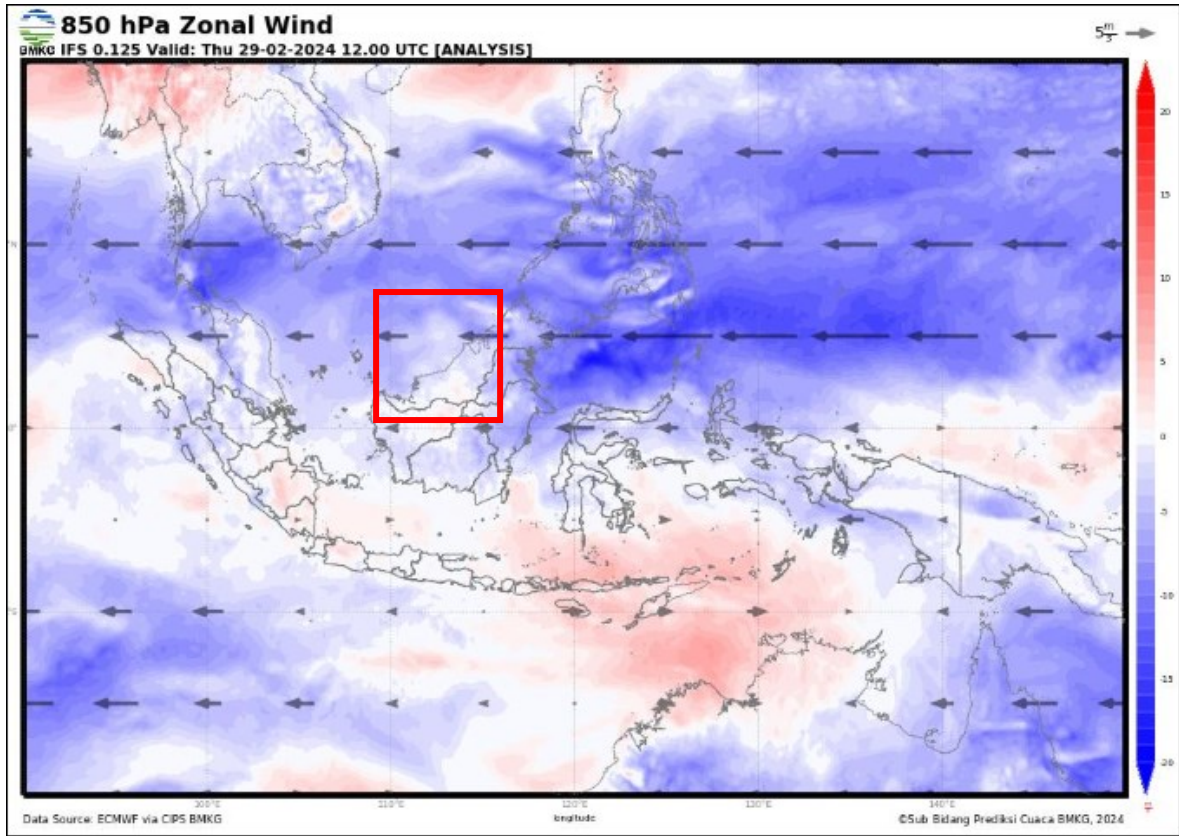 850 hPa Zonal Wind
BMKG IFS 0.125 Valid: Thu 29-02-2024 12.00 UTC [ANALYSIS]
5 m/s
20
15
10
5
0
-5
-10
-15
-20
100°E 110°E 120°E 130°E 140°E
longitude
Data Source: ECMWF via CIPS BMKG
©Sub Bidang Prediksi Cuaca BMKG, 2024